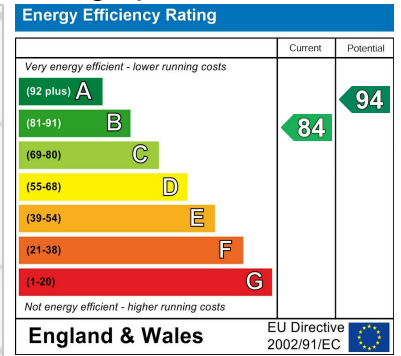 Energy Efficiency Rating
Current Potential
Very energy efficient - lower running costs
(92 plus) A
94
(81-91) B
84
(69-80) C
(55-68) D
(39-54) E
(21-38) F
(1-20) G
Not energy efficient - higher running costs
England & Wales
EU Directive
2002/91/EC